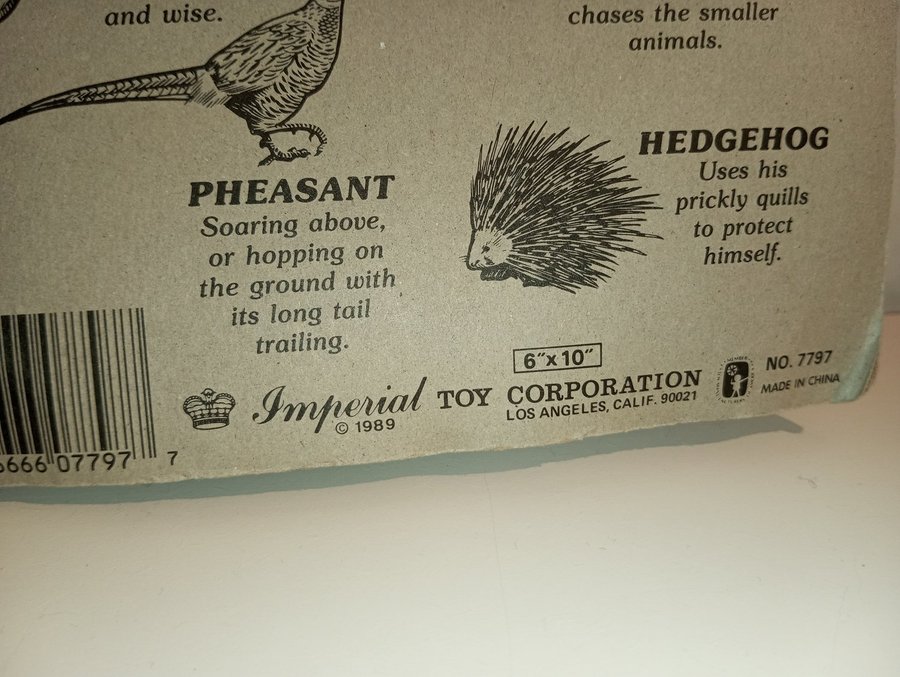 and wise.
chases the smaller
animals.
PHEASANT
Soaring above,
or hopping on
the ground with
its long tail
trailing.
HEDGEHOG
Uses his
prickly quills
to protect
himself.
6"x10"
Imperial TOY CORPORATION
© 1989
LOS ANGELES, CALIF. 90021
NO. 7797
MADE IN CHINA
666 07797 7